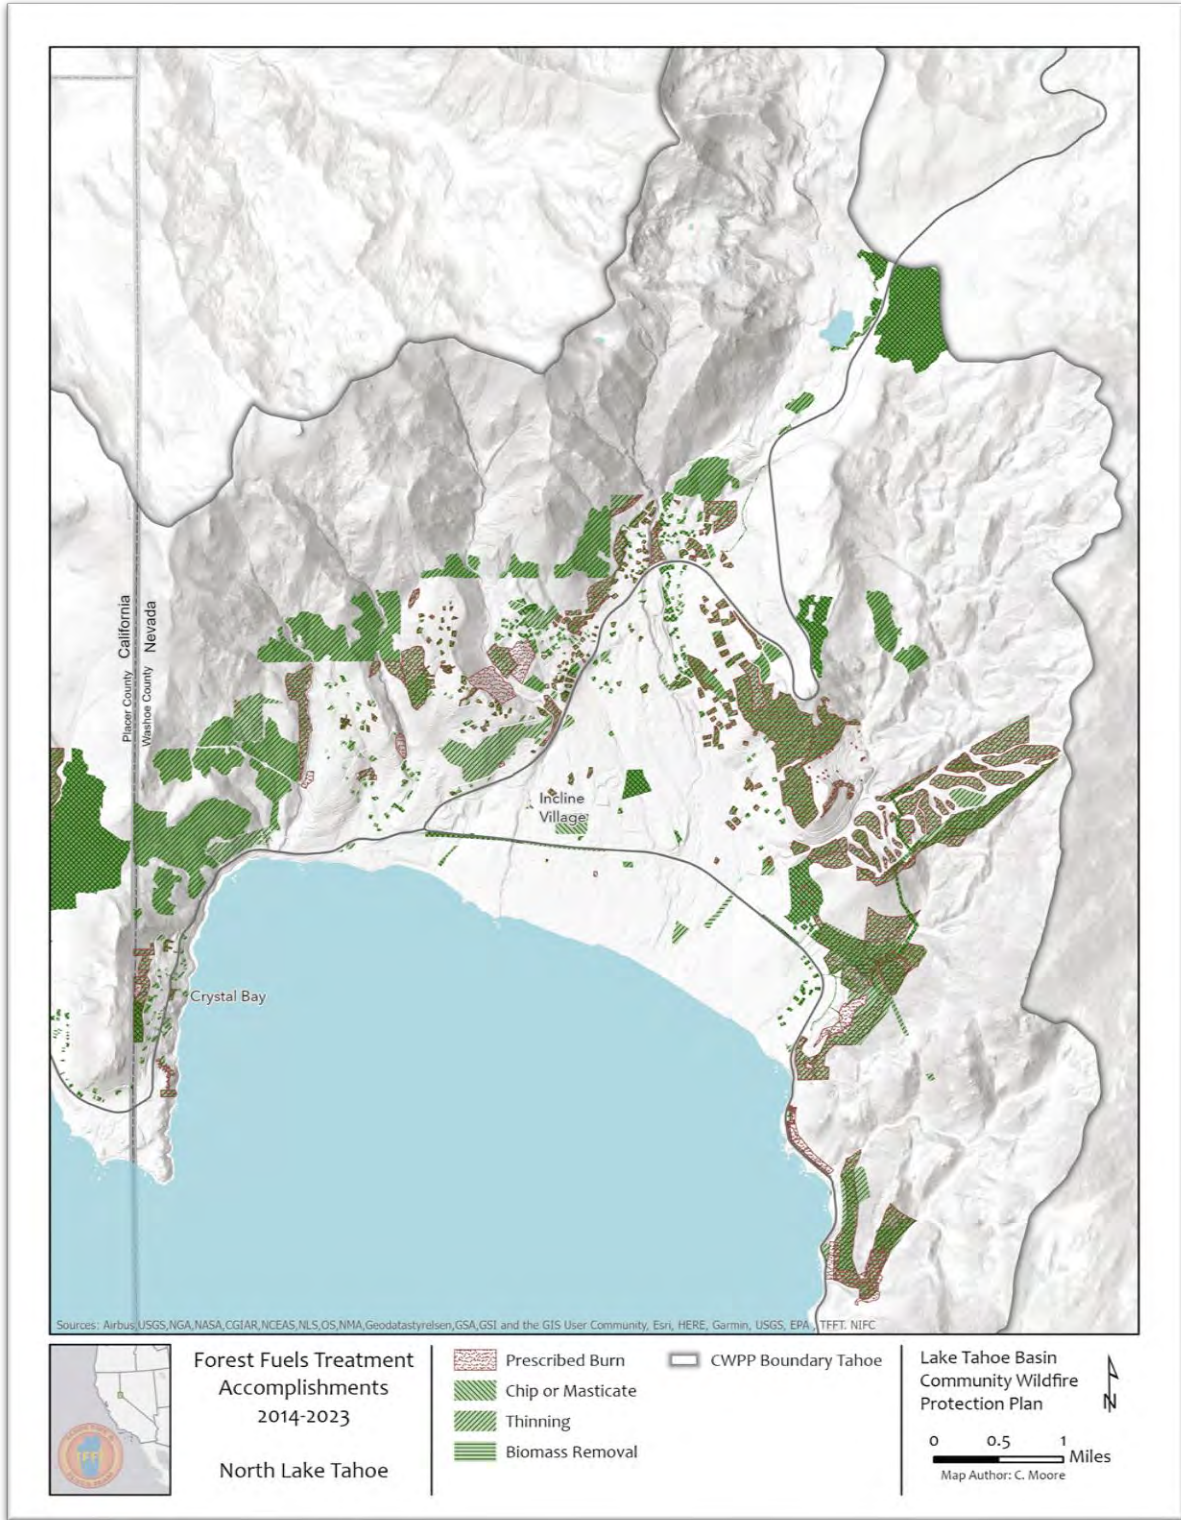 Placer County California
Washoe County Nevada
Incline
Village
Crystal Bay
Sources: Airbus,USGS,NGA,NASA,CGIAR,NCEAS,NLS,OS,NMA,Geodatastyrelsen,GSA,GSI and the GIS User Community, Esri, HERE, Garmin, USGS, EPA , TFFT. NIFC
Forest Fuels Treatment
Accomplishments
2014-2023
North Lake Tahoe
TFFT
Prescribed Burn
Chip or Masticate
Thinning
Biomass Removal
CWPP Boundary Tahoe
Lake Tahoe Basin
Community Wildfire
Protection Plan
N
0 0.5 1
Miles
Map Author: C. Moore